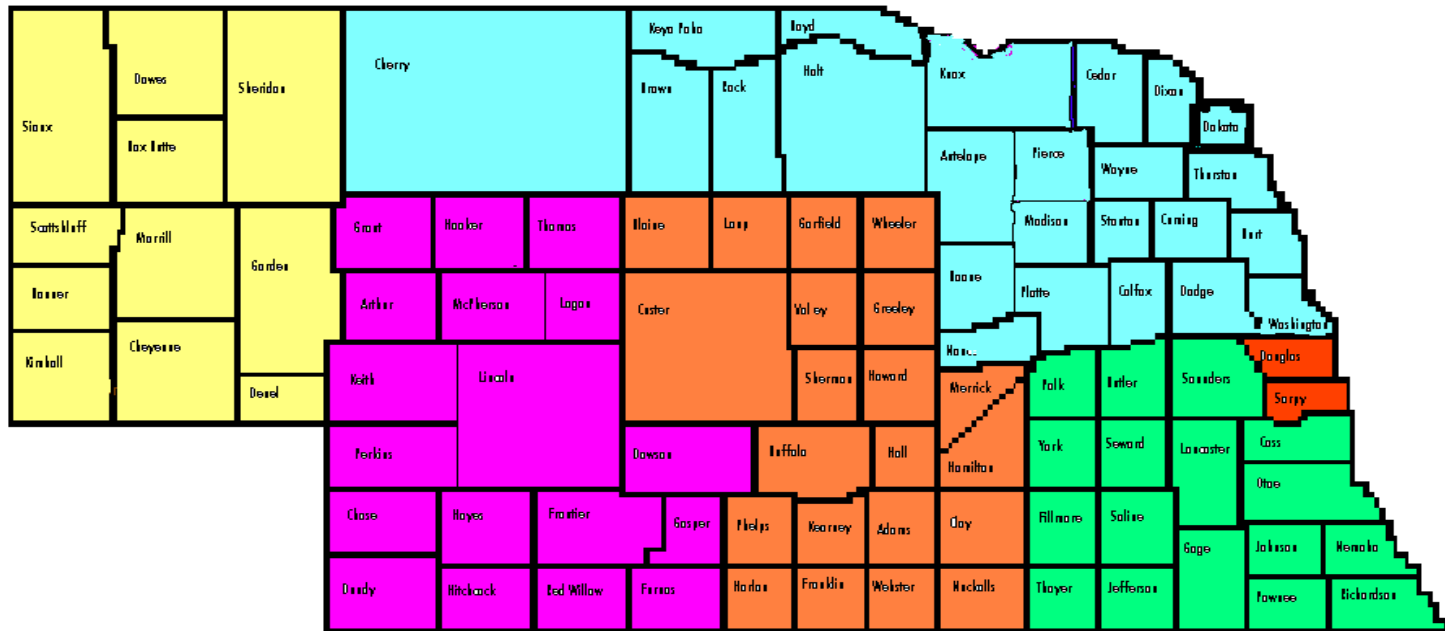 Sioux
Dawes
Sheridan
Cherry
Keya Paha
Boyd
Brown
Rock
Holt
Knox
Cedar
Dixon
Dakota
Box Butte
Antelope
Pierce
Wayne
Thurston
Scottsbluff
Morrill
Garden
Grant
Hooker
Thomas
Blaine
Loup
Garfield
Wheeler
Madison
Stanton
Cuming
Burt
Banner
Arthur
McPherson
Logan
Custer
Valley
Greeley
Boone
Platte
Colfax
Dodge
Washington
Kimball
Cheyenne
Deuel
Keith
Lincoln
Sherman
Howard
Nance
Merrick
Polk
Butler
Saunders
Douglas
Sarpy
Perkins
Dawson
Buffalo
Hall
Hamilton
York
Seward
Lancaster
Cass
Otoe
Chase
Hayes
Frontier
Gosper
Phelps
Kearney
Adams
Clay
Fillmore
Saline
Gage
Johnson
Nemaha
Dundy
Hitchcock
Red Willow
Furnas
Harlan
Franklin
Webster
Nuckalls
Thayer
Jefferson
Pawnee
Richardson